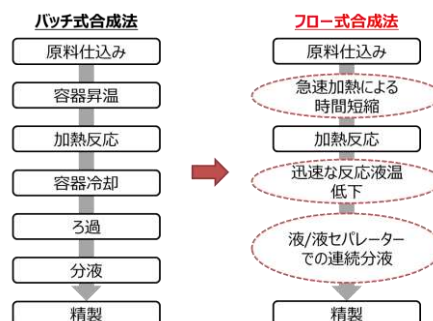 バッチ式合成法
原料仕込み
容器昇温
加熱反応
容器冷却
ろ過
分液
精製
フロー式合成法
原料仕込み
急速加熱による
時間短縮
加熱反応
迅速な反応液温
低下
液/液セパレーター
での連続分液
精製